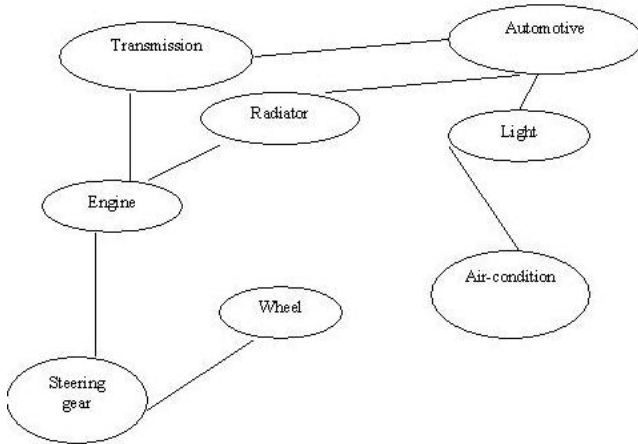 Automotive
Transmission
Radiator
Light
Engine
Air-condition
Wheel
Steering
gear